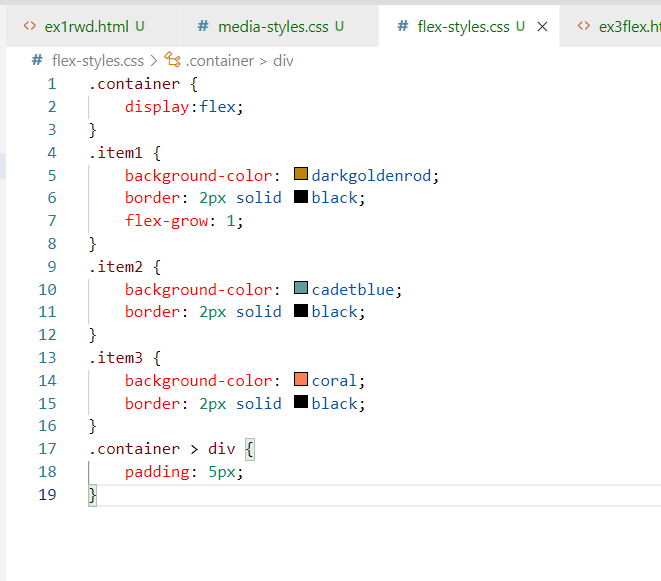 <> ex1rwd.html U # media-styles.css U # flex-styles.css U × <> ex3flex.ht
# flex-styles.css > .container > div
1 .container {
2 display:flex;
3 }
4 .item1 {
5 background-color: darkgoldenrod;
6 border: 2px solid black;
7 flex-grow: 1;
8 }
9 .item2 {
10 background-color: cadetblue;
11 border: 2px solid black;
12 }
13 .item3 {
14 background-color: coral;
15 border: 2px solid black;
16 }
17 .container > div {
18 padding: 5px;
19 }